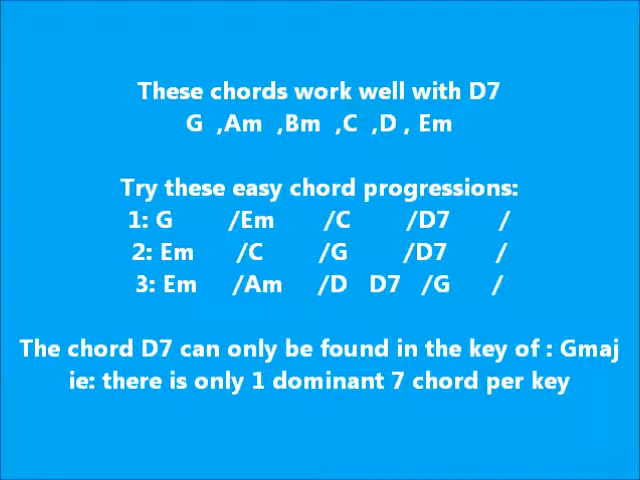 These chords work well with D7
G ,Am ,Bm ,C ,D , Em
Try these easy chord progressions:
1: G /Em /C /D7 /
2: Em /C /G /D7 /
3: Em /Am /D D7 /G /
The chord D7 can only be found in the key of : Gmaj
ie: there is only 1 dominant 7 chord per key